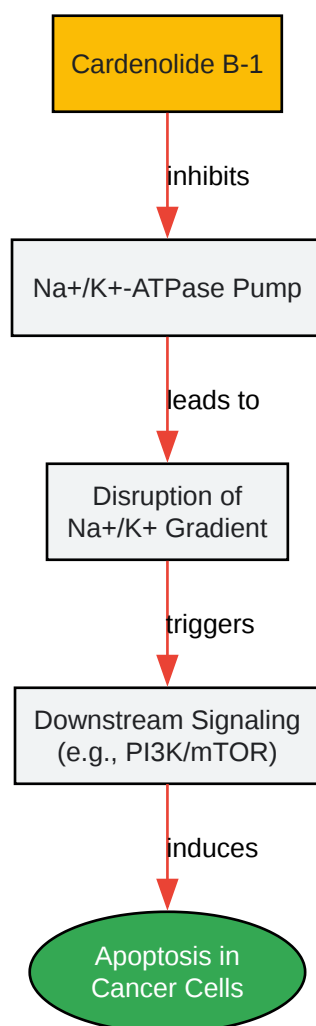 Cardenolide B-1
inhibits
Na+/K+-ATPase Pump
leads to
Disruption of
Na+/K+ Gradient
triggers
Downstream Signaling
(e.g., PI3K/mTOR)
induces
Apoptosis in
Cancer Cells